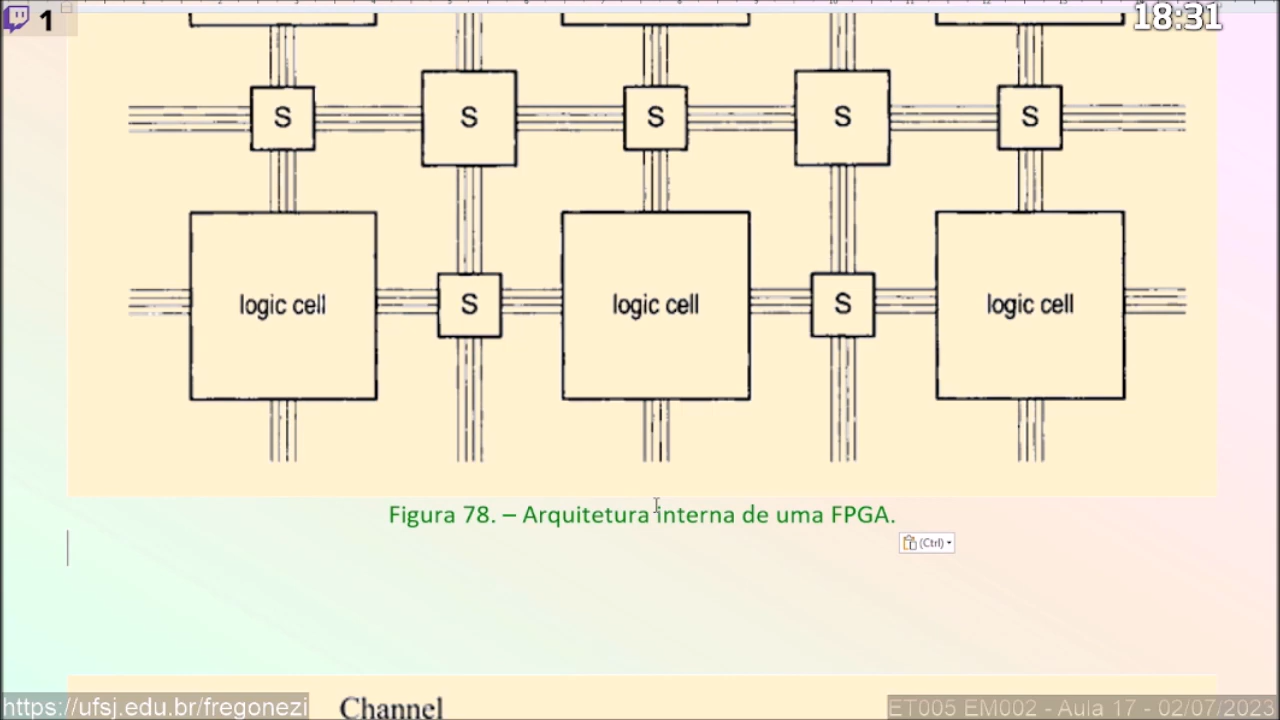 1
18:31
S S S S S
logic cell S logic cell S logic cell
Figura 78. – Arquitetura interna de uma FPGA.
(Ctrl)
Channel
https://ufsj.edu.br/fregonezi
ET005 EM002 - Aula 17 - 02/07/2023